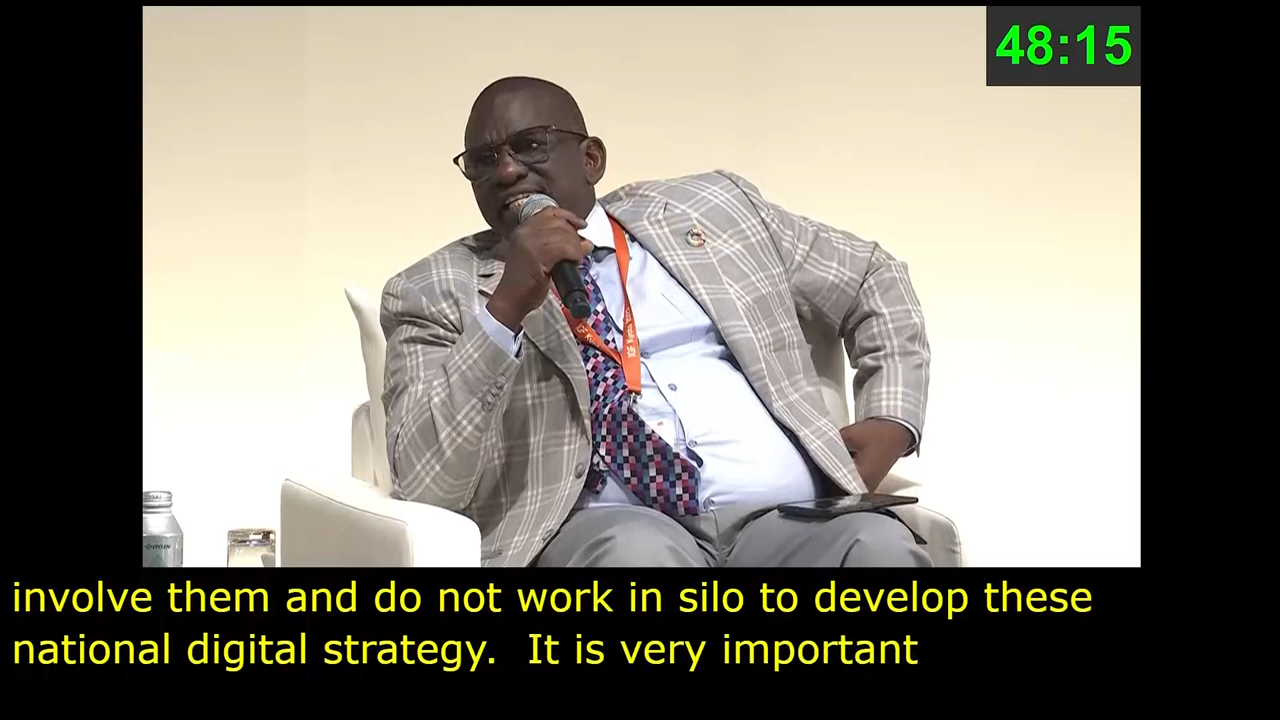 48:15
ITOEN
involve them and do not work in silo to develop these
national digital strategy.  It is very important